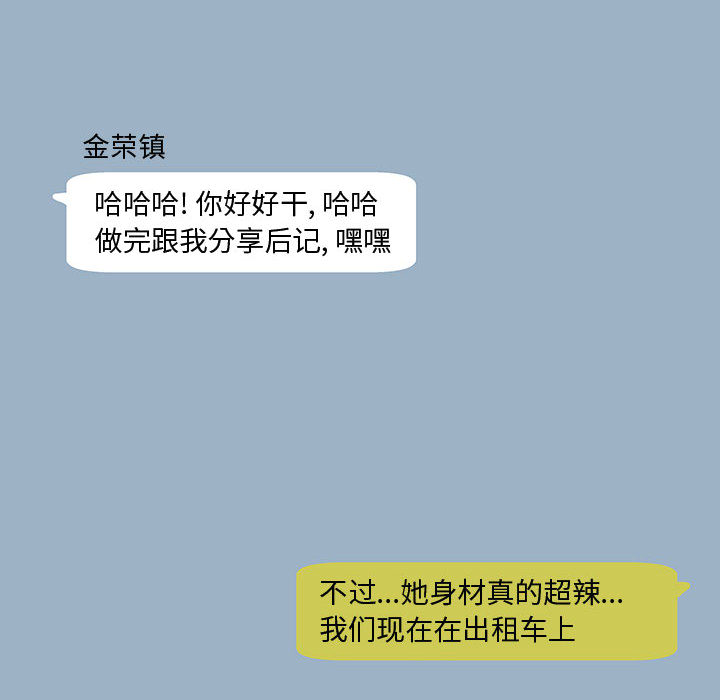 金荣镇
哈哈哈! 你好好干, 哈哈
做完跟我分享后记, 嘿嘿
不过...她身材真的超辣...
我们现在在出租车上